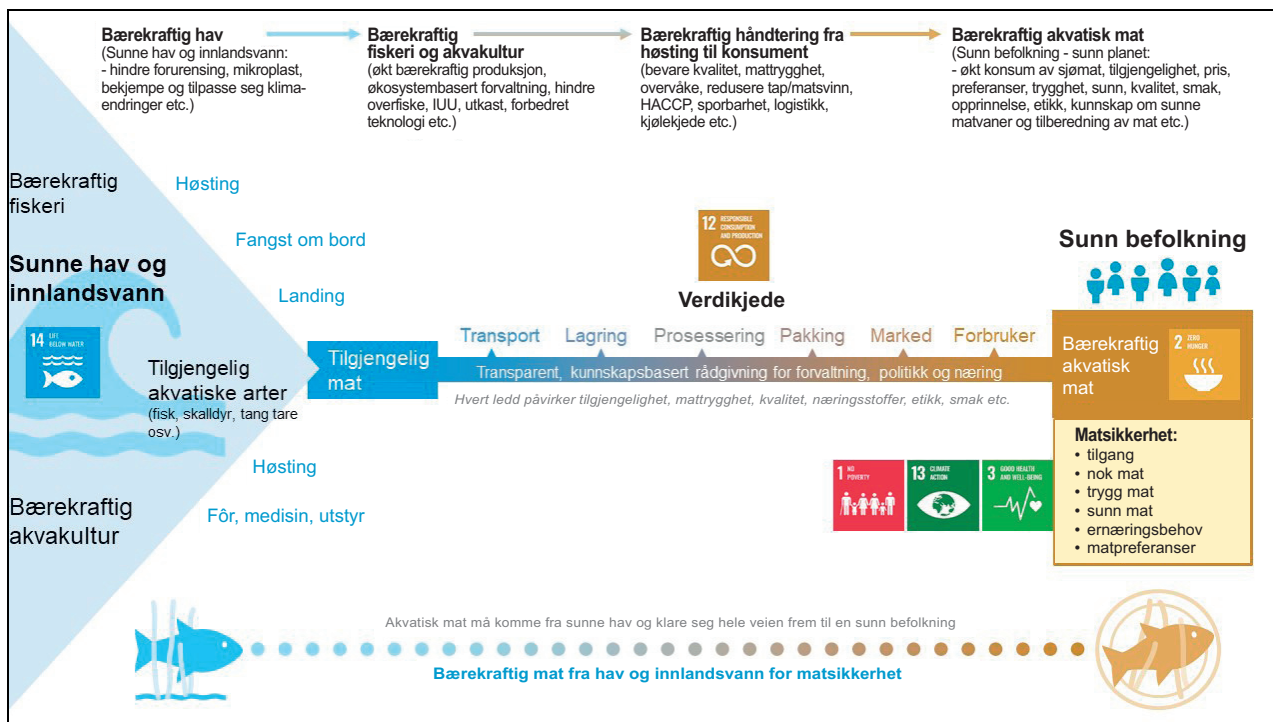 Bærekraftig hav
(Sunne hav og innlandsvann:
- hindre forurensing, mikroplast,
bekjempe og tilpasse seg klima-
endringer etc.)
Bærekraftig
fiskeri og akvakultur
(økt bærekraftig produksjon,
økosystembasert forvaltning, hindre
overfiske, IUU, utkast, forbedret
teknologi etc.)
Bærekraftig håndtering fra
høsting til konsument
(bevare kvalitet, mattrygghet,
overvåke, redusere tap/matsvinn,
HACCP, sporbarhet, logistikk,
kjølekjede etc.)
Bærekraftig akvatisk mat
(Sunn befolkning - sunn planet:
- økt konsum av sjømat, tilgjengelighet, pris,
preferanser, trygghet, sunn, kvalitet, smak,
opprinnelse, etikk, kunnskap om sunne
matvaner og tilberedning av mat etc.)
Bærekraftig
fiskeri
Høsting
Fangst om bord
Sunne hav og
innlandsvann
Landing
14 LIFE
BELOW WATER
Tilgjengelig
akvatiske arter
(fisk, skalldyr, tang tare
osv.)
Høsting
Bærekraftig
akvakultur
Fôr, medisin, utstyr
Tilgjengelig
mat
12 RESPONSIBLE
CONSUMPTION
AND PRODUCTION
Verdikjede
Transport
Lagring
Prosessering
Pakking
Marked
Forbruker
Transparent, kunnskapsbasert rådgivning for forvaltning, politikk og næring
Hvert ledd påvirker tilgjengelighet, mattrygghet, kvalitet, næringsstoffer, etikk, smak etc.
Sunn befolkning
Bærekraftig
akvatisk
mat
2 ZERO
HUNGER
1 NO
POVERTY
13 CLIMATE
ACTION
3 GOOD HEALTH
AND WELL-BEING
Matsikkerhet:
• tilgang
• nok mat
• trygg mat
• sunn mat
• ernæringsbehov
• matpreferanser
Akvatisk mat må komme fra sunne hav og klare seg hele veien frem til en sunn befolkning
Bærekraftig mat fra hav og innlandsvann for matsikkerhet